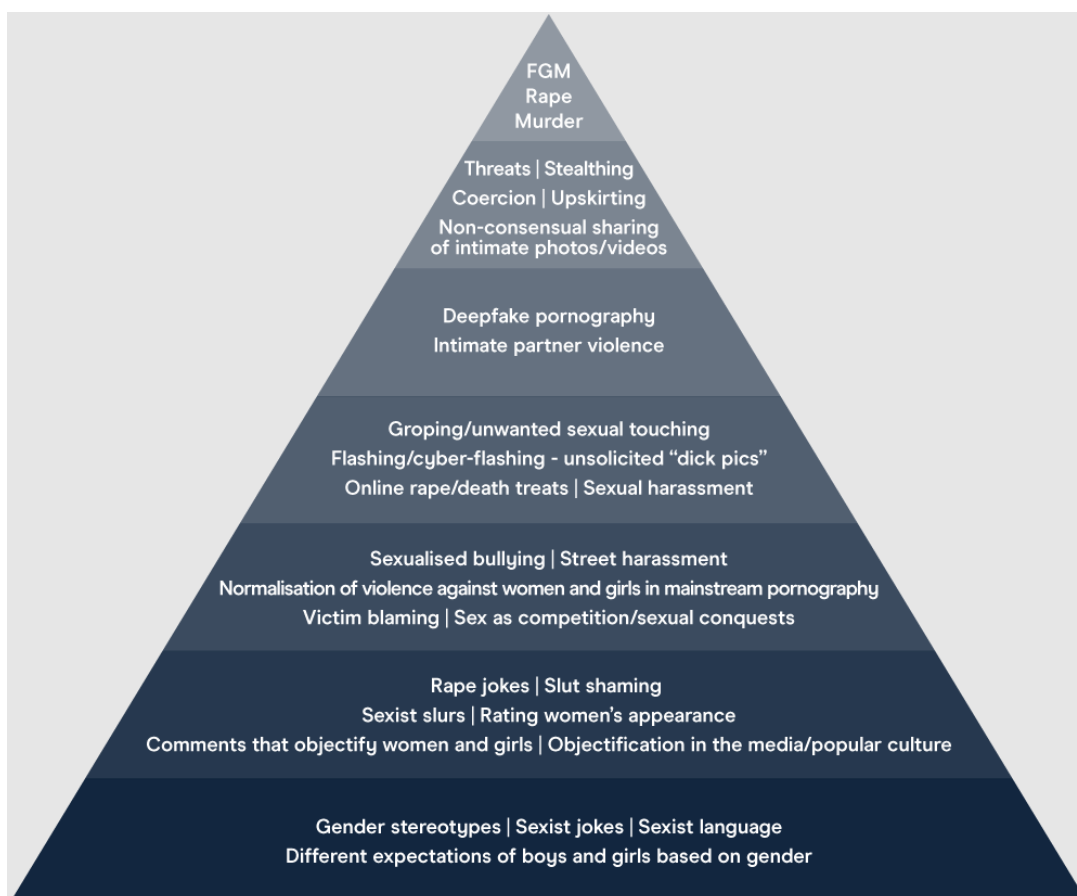 FGM
Rape
Murder
Threats | Stealthing
Coercion | Upskirting
Non-consensual sharing
of intimate photos/videos
Deepfake pornography
Intimate partner violence
Groping/unwanted sexual touching
Flashing/cyber-flashing - unsolicited “dick pics”
Online rape/death treats | Sexual harassment
Sexualised bullying | Street harassment
Normalisation of violence against women and girls in mainstream pornography
Victim blaming | Sex as competition/sexual conquests
Rape jokes | Slut shaming
Sexist slurs | Rating women’s appearance
Comments that objectify women and girls | Objectification in the media/popular culture
Gender stereotypes | Sexist jokes | Sexist language
Different expectations of boys and girls based on gender